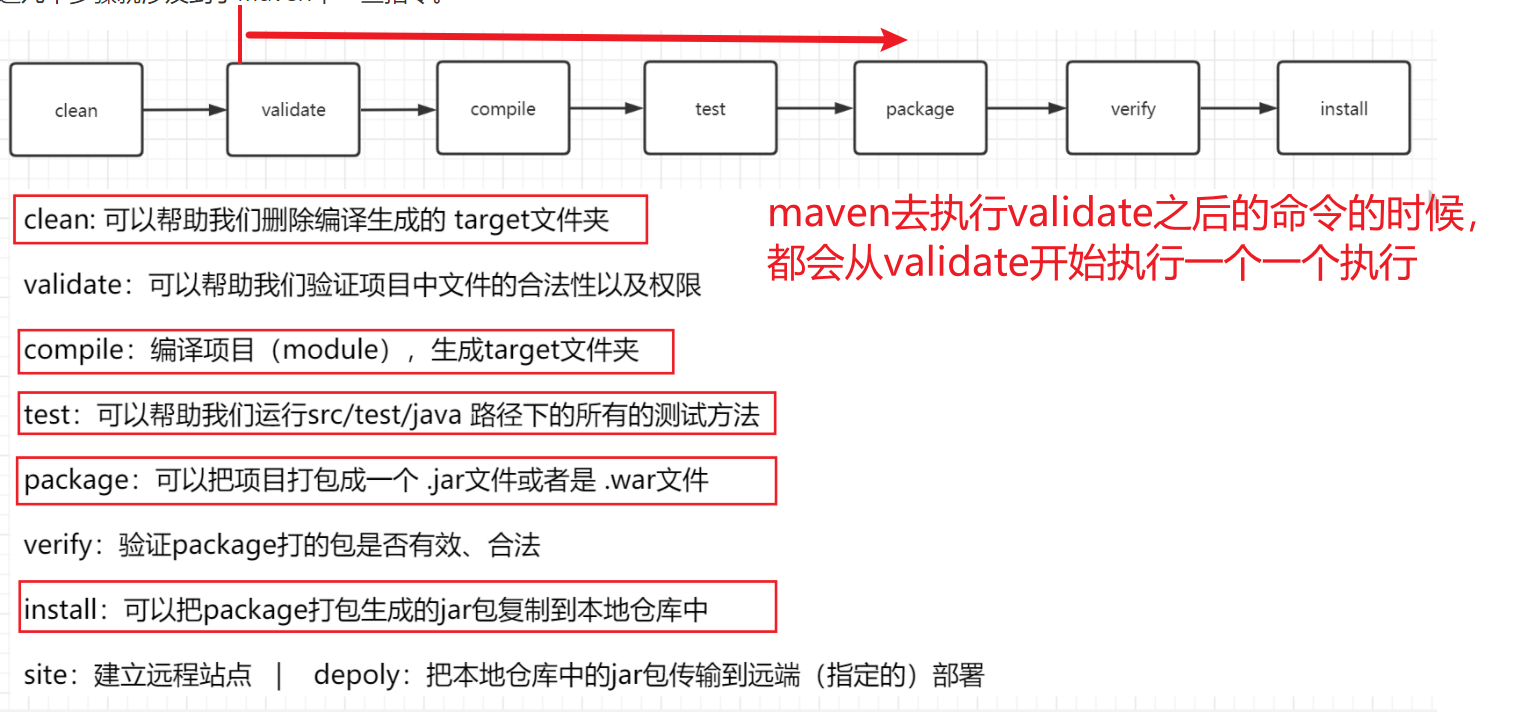 clean
validate
compile
test
package
verify
install
clean: 可以帮助我们删除编译生成的 target文件夹
maven去执行validate之后的命令的时候，
都会从validate开始执行一个一个执行
validate：可以帮助我们验证项目中文件的合法性以及权限
compile：编译项目（module），生成target文件夹
test：可以帮助我们运行src/test/java 路径下的所有的测试方法
package：可以把项目打包成一个 .jar文件或者是 .war文件
verify：验证package打的包是否有效、合法
install：可以把package打包生成的jar包复制到本地仓库中
site：建立远程站点 | depoly：把本地仓库中的jar包传输到远端（指定的）部署